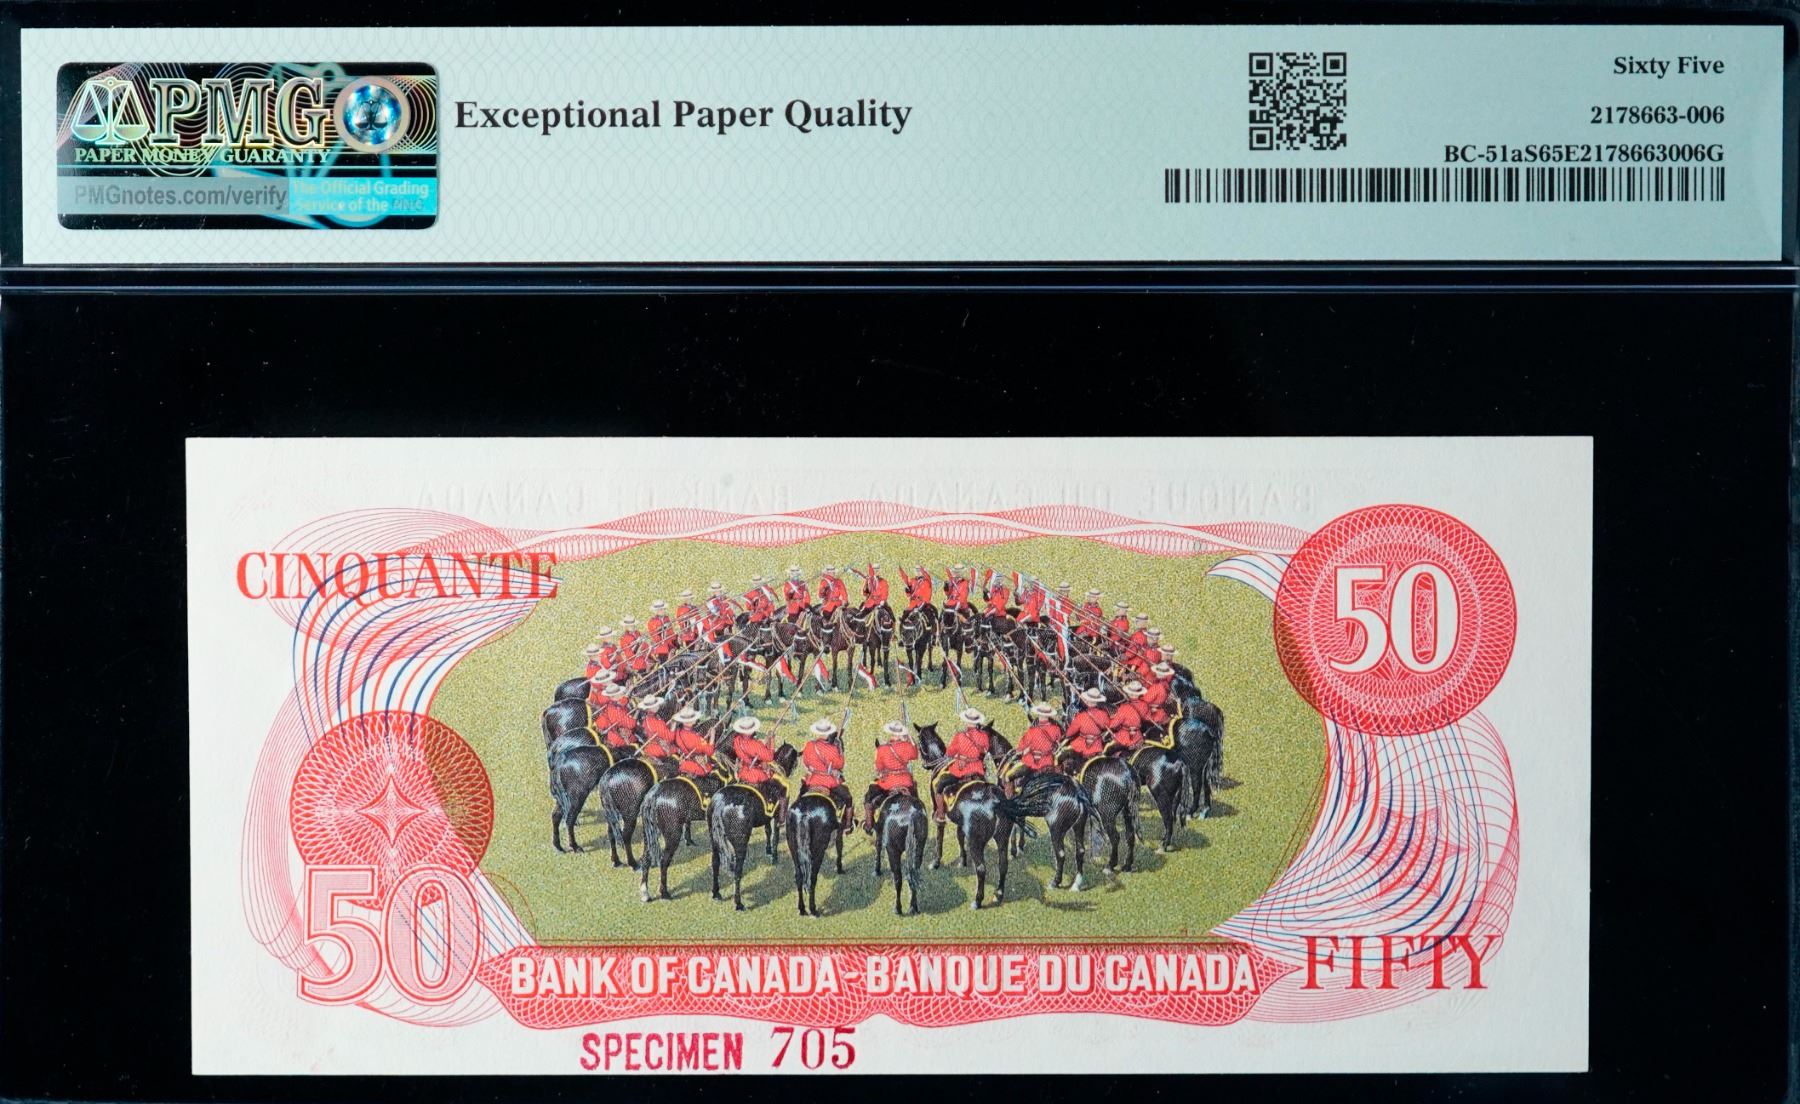 PMG
PAPER MONEY GUARANTY
PMGnotes.com/verify
The Official Grading
Service of the
Exceptional Paper Quality
Sixty Five
2178663-006
BC-51aS65E2178663006G
CINQUANTE
50
50
BANK OF CANADA-BANQUE DU CANADA
FIFTY
SPECIMEN 705